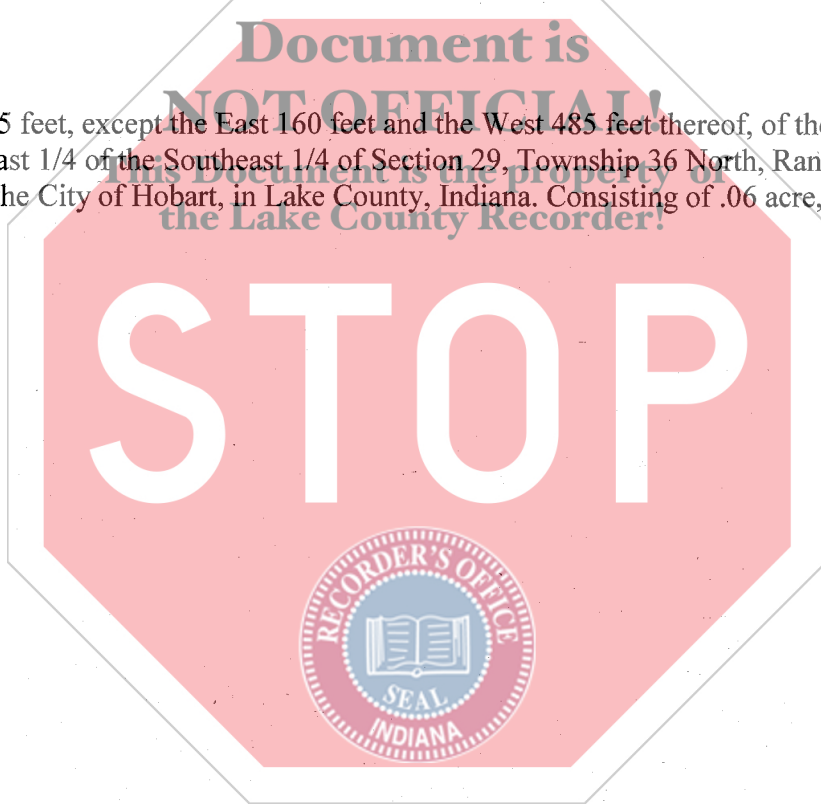 Document is
NOT OFFICIAL!
5 feet, except the East 160 feet and the West 485 feet thereof, of the
ast 1/4 of the Southeast 1/4 of Section 29, Township 36 North, Ran
This Document is the property of
he City of Hobart, in Lake County, Indiana. Consisting of .06 acre,
the Lake County Recorder!
STOP
RECORDER'S OFFICE
SEAL
INDIANA